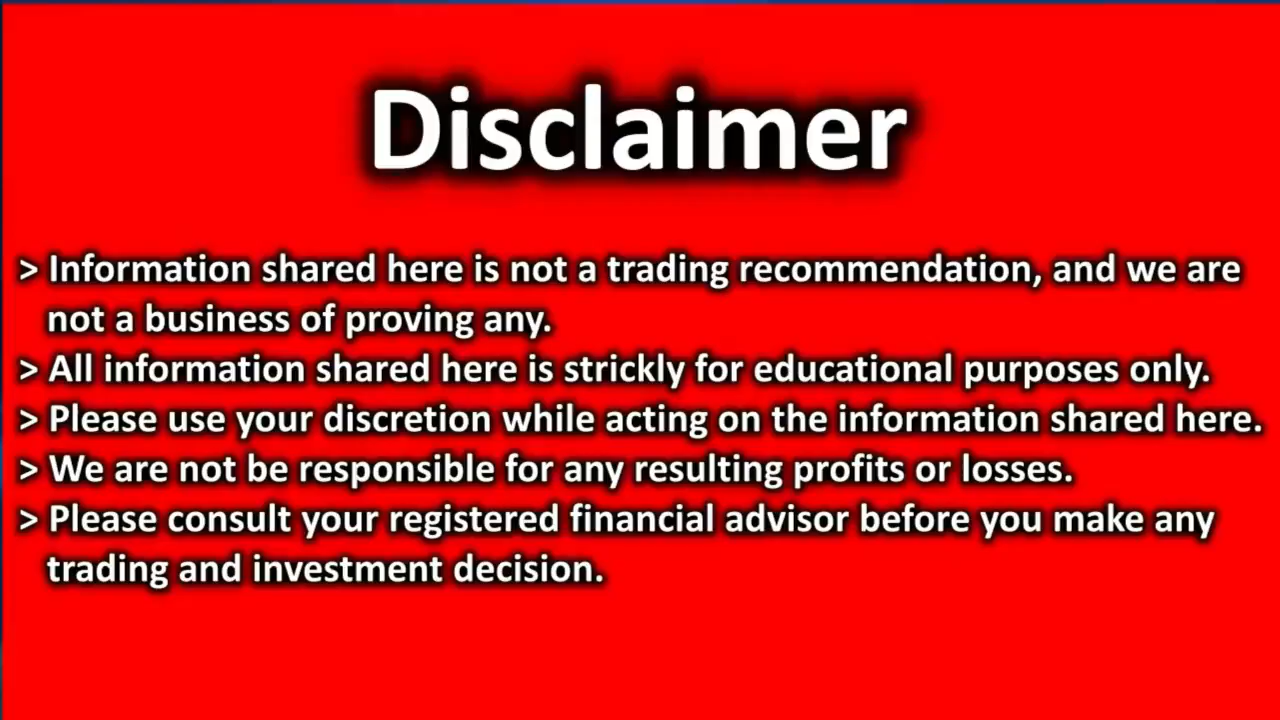 Disclaimer
> Information shared here is not a trading recommendation, and we are
not a business of proving any.
> All information shared here is strickly for educational purposes only.
> Please use your discretion while acting on the information shared here.
> We are not be responsible for any resulting profits or losses.
> Please consult your registered financial advisor before you make any
trading and investment decision.